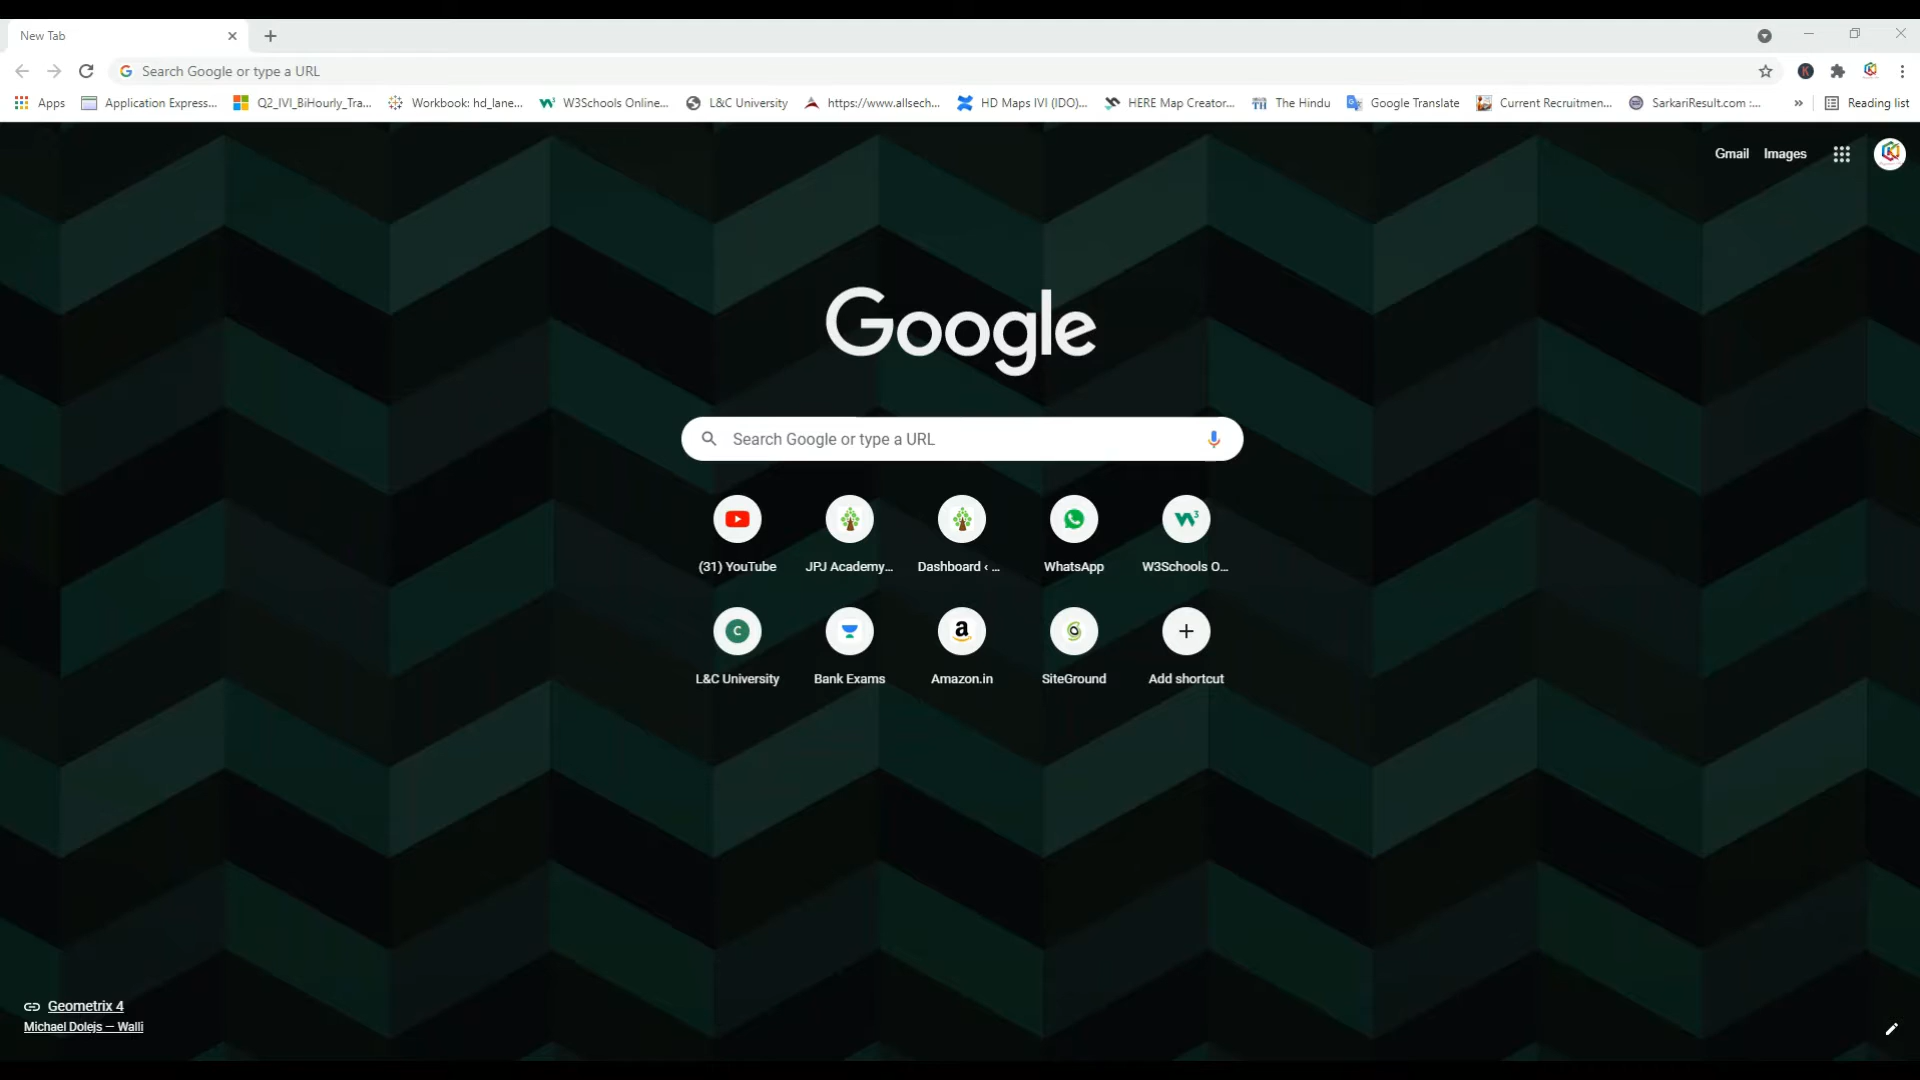 New Tab
Search Google or type a URL
Apps Application Express... Q2_IVI_BiHourly_Tra... Workbook: hd_lane... W3Schools Online... L&C University https://www.allsech... HD Maps IVI (IDO)... HERE Map Creator... The Hindu Google Translate Current Recruitmen... SarkariResult.com :... » Reading list
Gmail Images
Google
Search Google or type a URL
(31) YouTube JPJ Academy... Dashboard ‹ ... WhatsApp W3Schools O...
L&C University Bank Exams Amazon.in SiteGround Add shortcut
Geometrix 4
Michael Dolejs — Walli